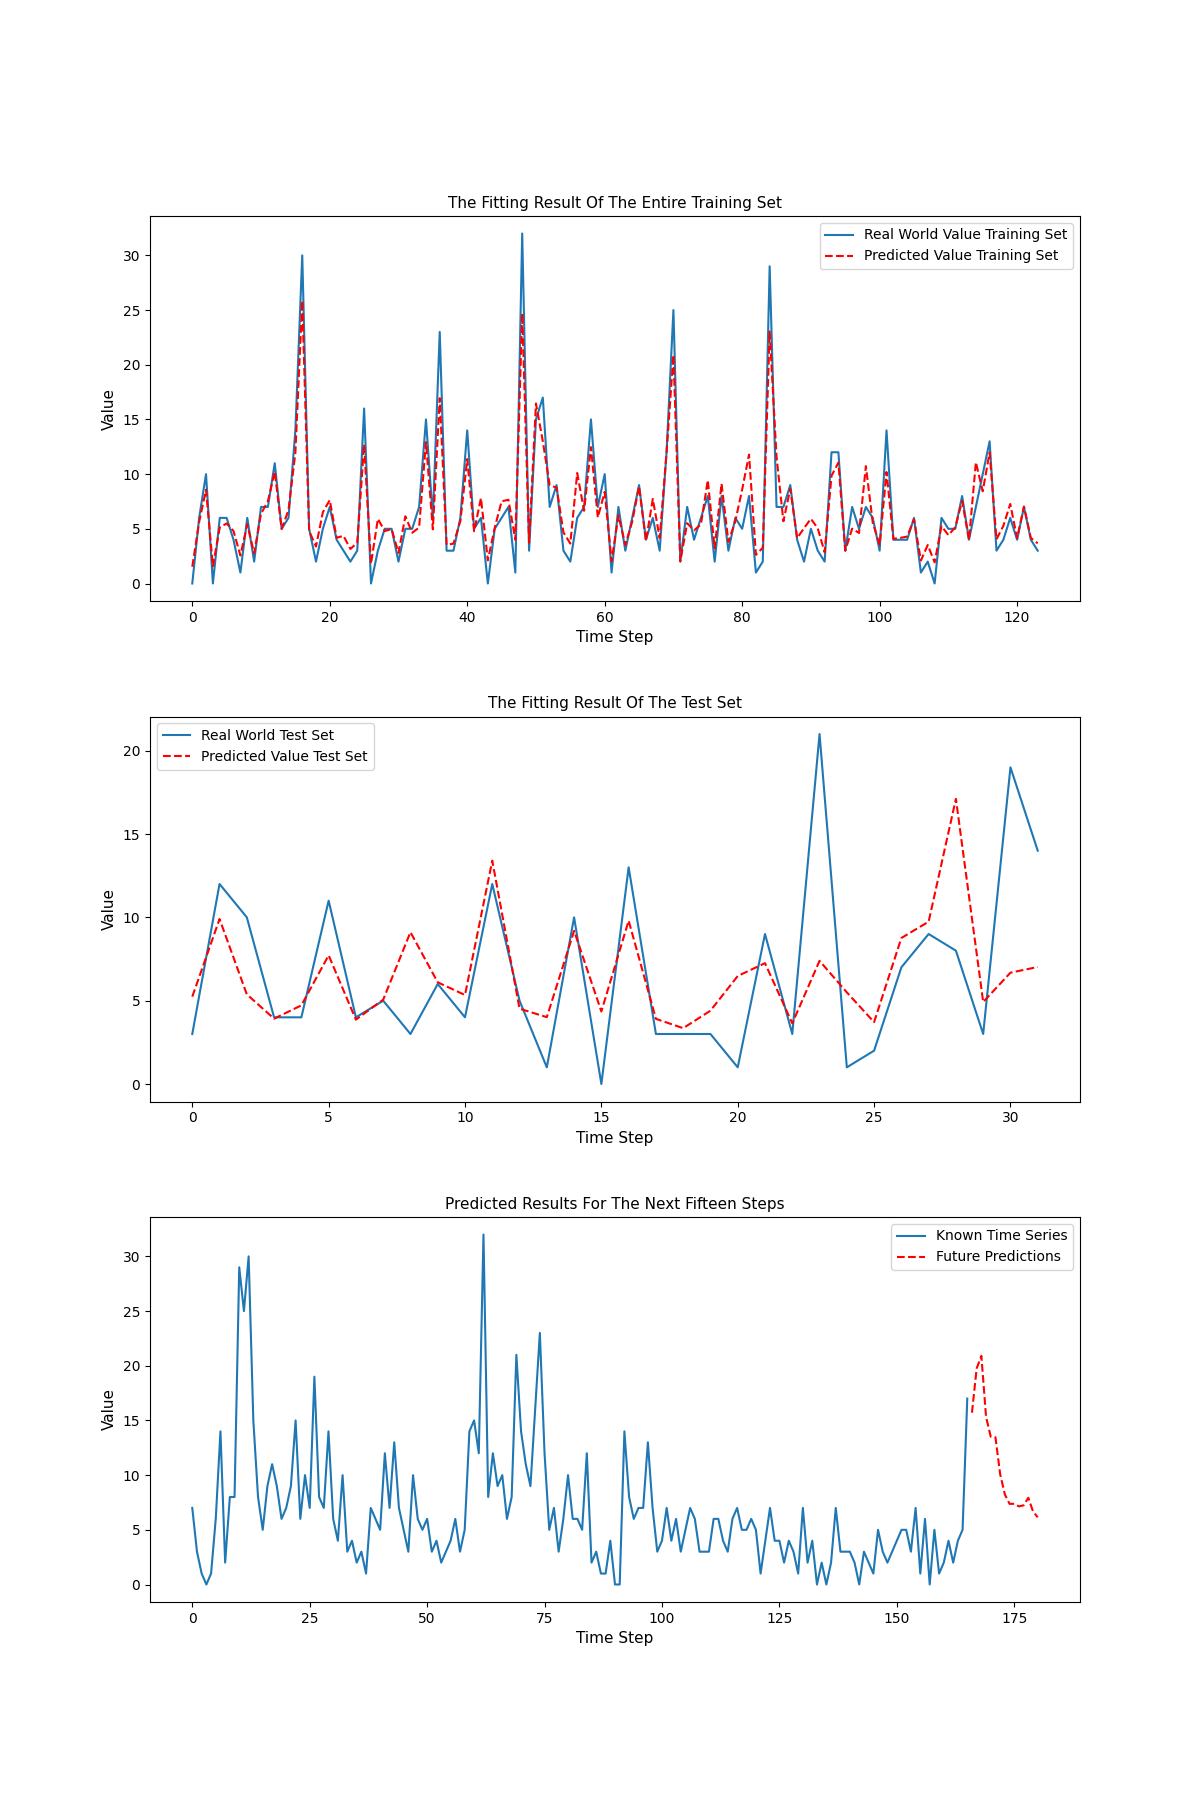 The Fitting Result Of The Entire Training Set
Real World Value Training Set
Predicted Value Training Set
Value
30
25
20
15
10
5
0
0 20 40 60 80 100 120
Time Step
The Fitting Result Of The Test Set
Real World Test Set
Predicted Value Test Set
Value
20
15
10
5
0
0 5 10 15 20 25 30
Time Step
Predicted Results For The Next Fifteen Steps
Known Time Series
Future Predictions
Value
30
25
20
15
10
5
0
0 25 50 75 100 125 150 175
Time Step